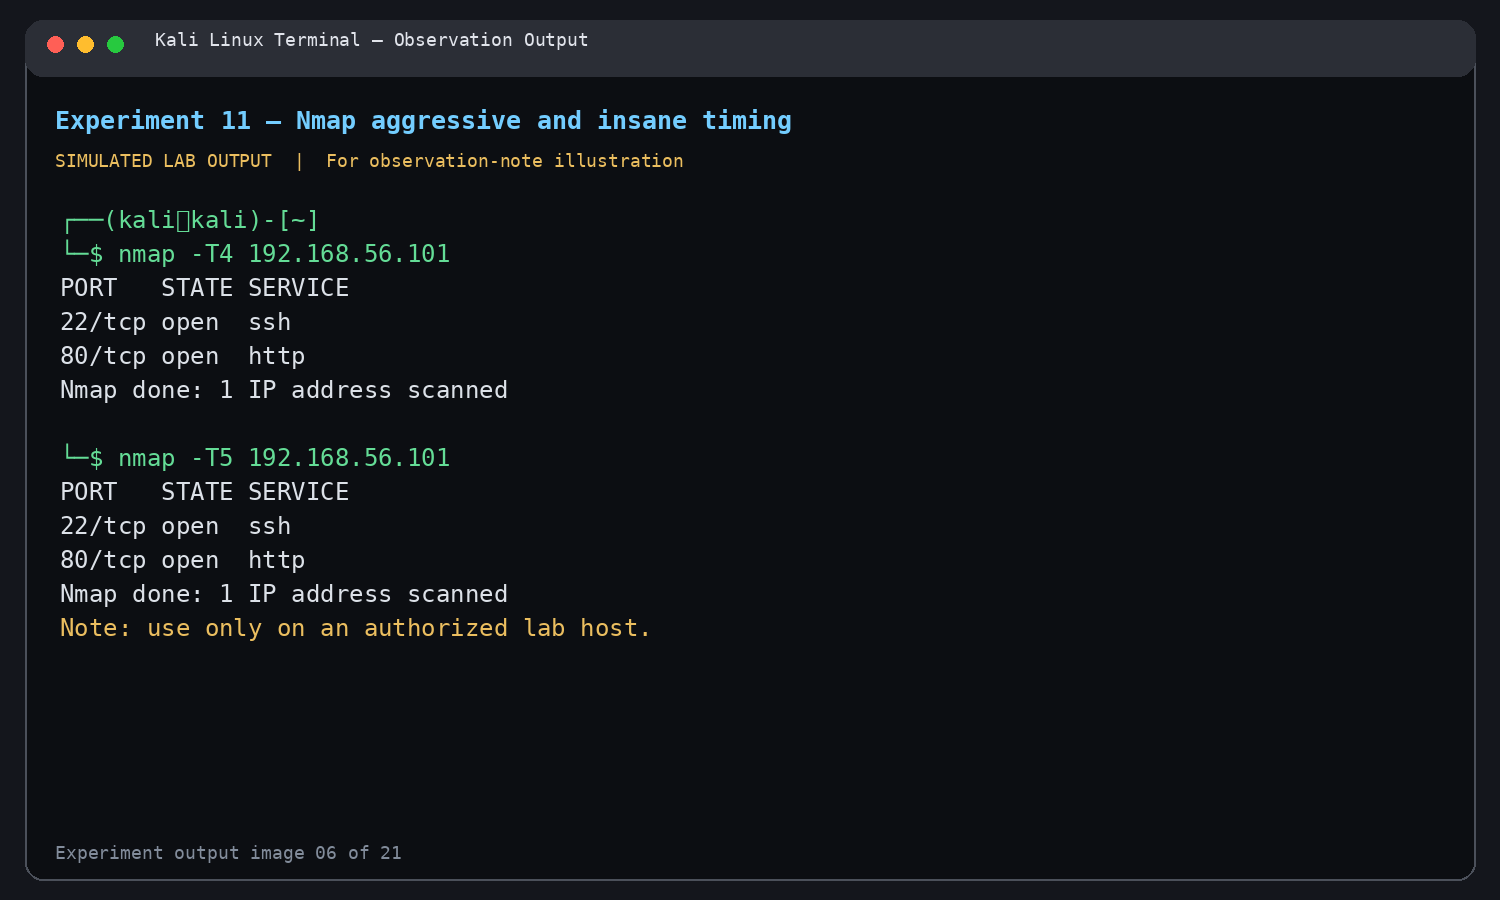 Kali Linux Terminal — Observation Output
Experiment 11 — Nmap aggressive and insane timing
SIMULATED LAB OUTPUT  |  For observation-note illustration
┌──(kali▯kali)-[~]
└─$ nmap -T4 192.168.56.101
PORT   STATE SERVICE
22/tcp open  ssh
80/tcp open  http
Nmap done: 1 IP address scanned
└─$ nmap -T5 192.168.56.101
PORT   STATE SERVICE
22/tcp open  ssh
80/tcp open  http
Nmap done: 1 IP address scanned
Note: use only on an authorized lab host.
Experiment output image 06 of 21